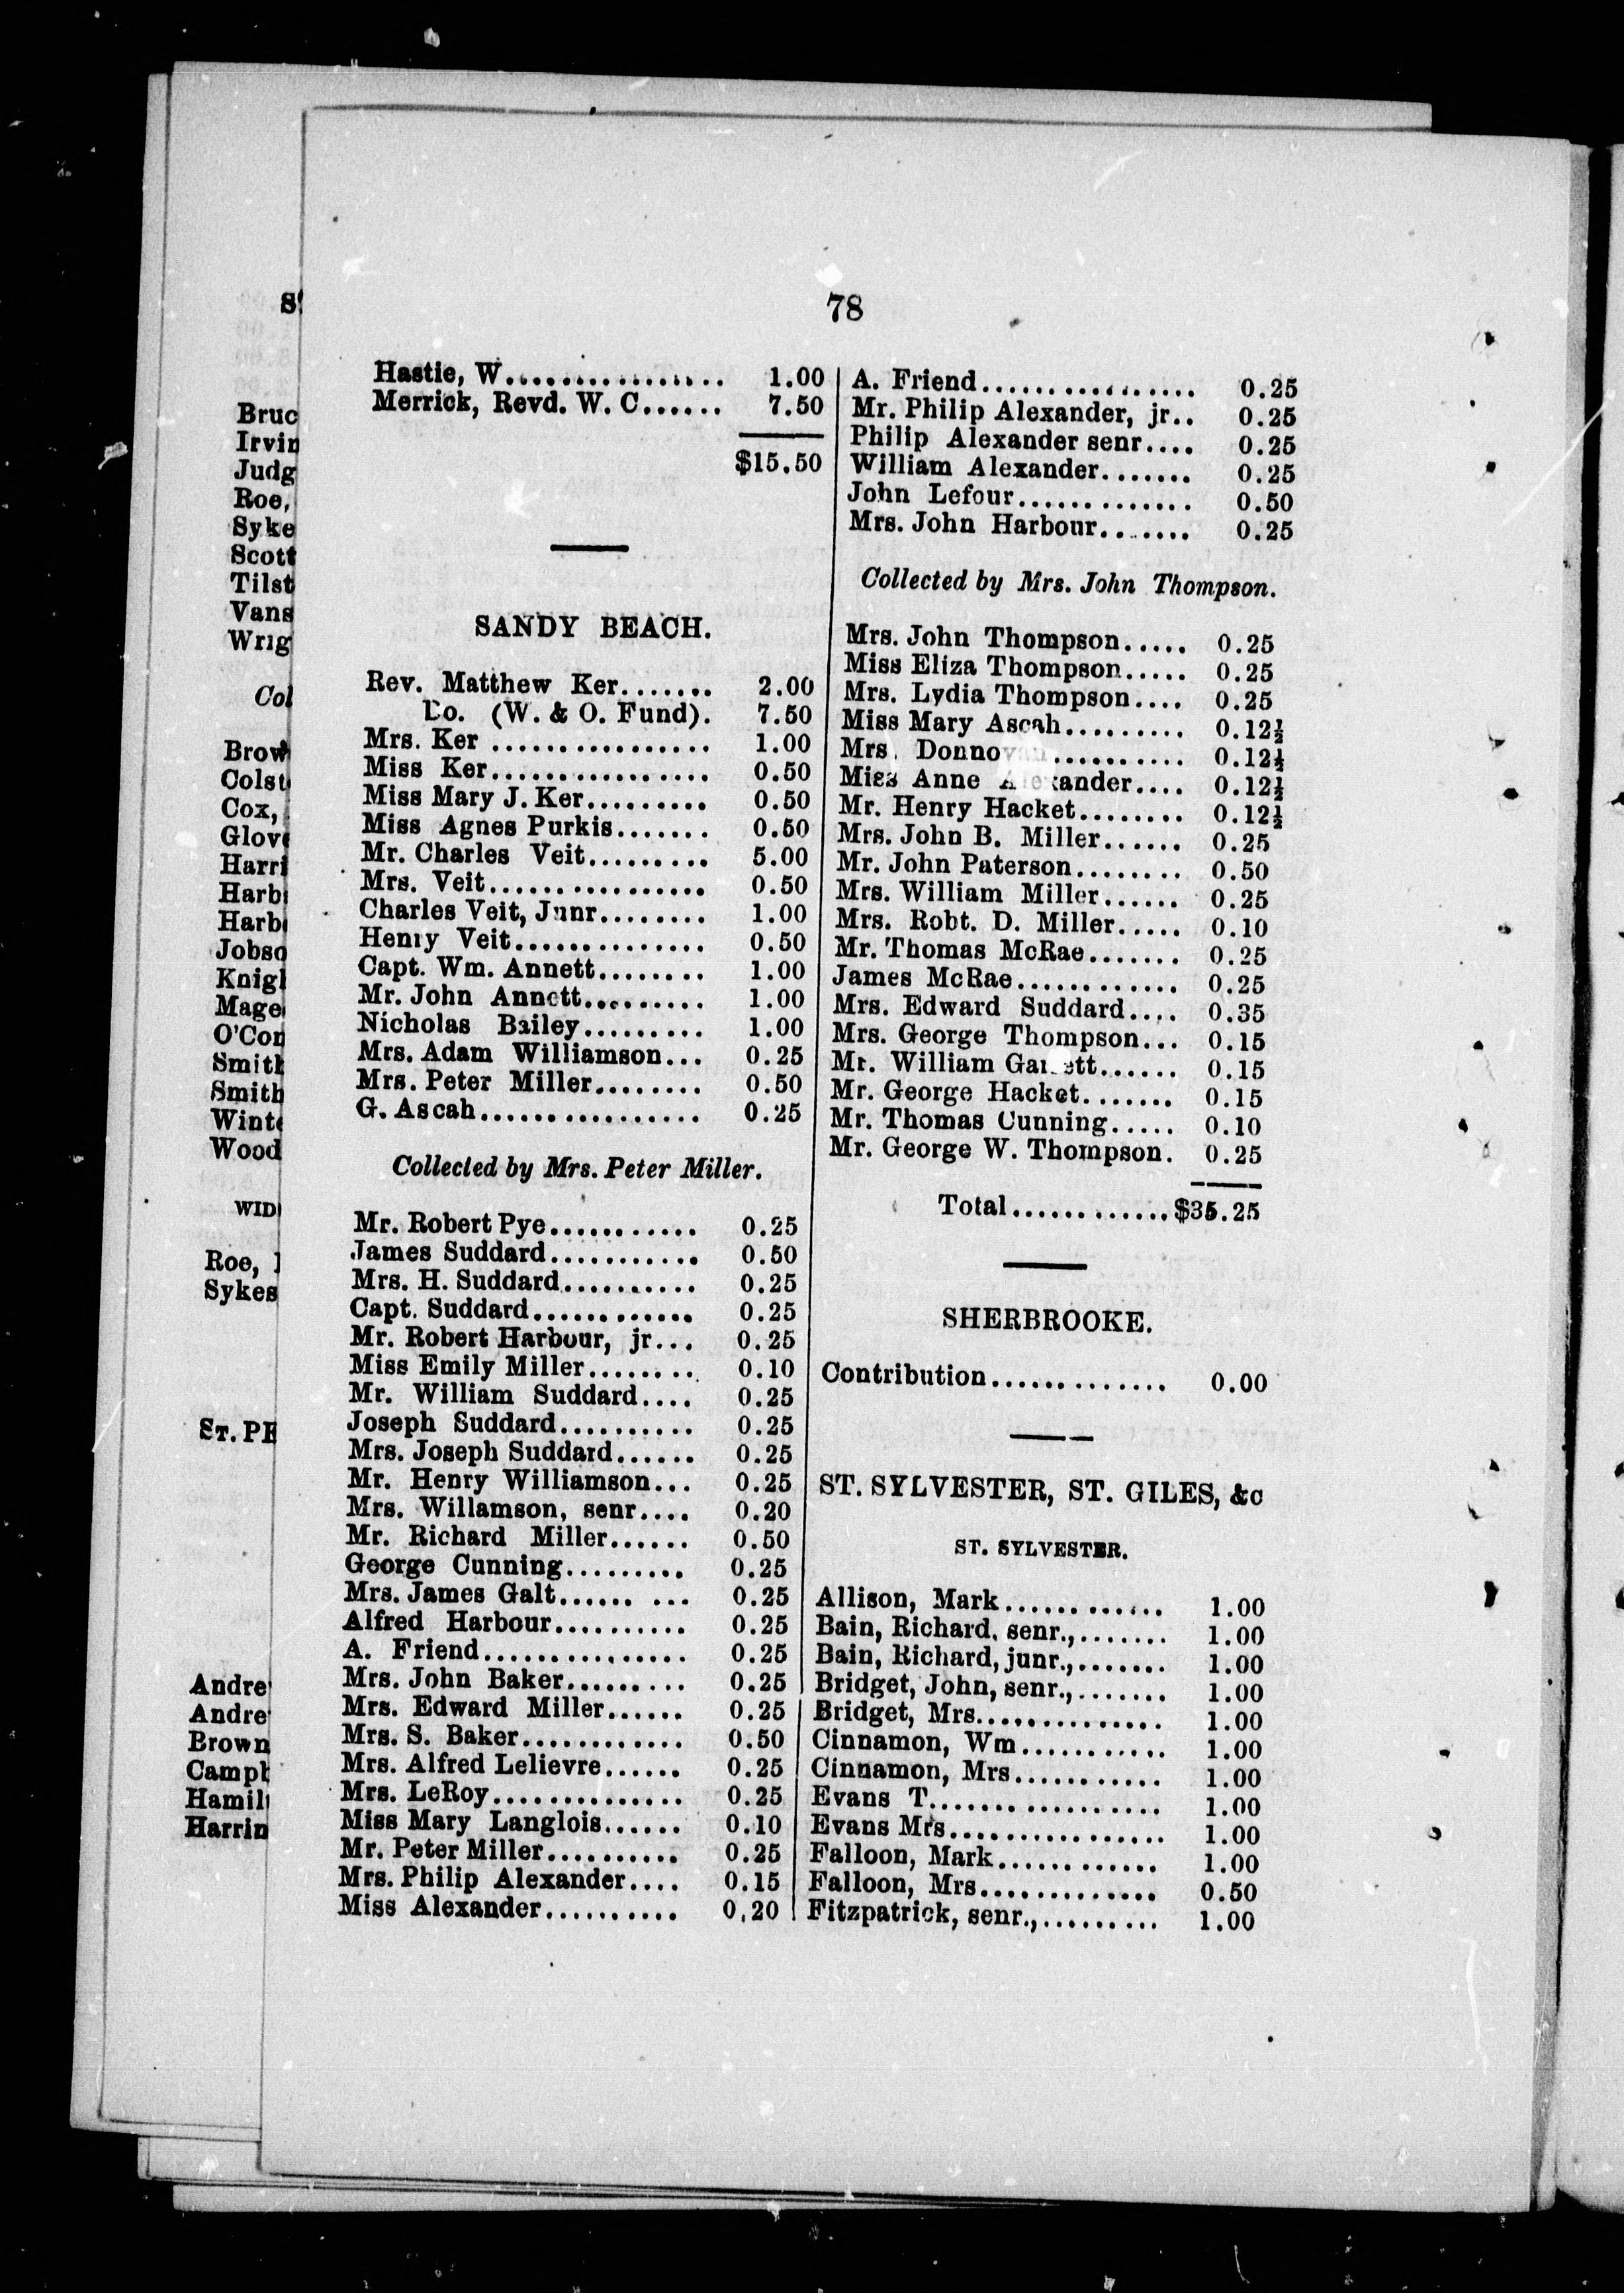 78
Hastie, W................ 1.00
Merrick, Revd. W. C...... 7.50
$15.50
SANDY BEACH.
Rev. Matthew Ker....... 2.00
Do. (W. & O. Fund). 7.50
Mrs. Ker ................ 1.00
Miss Ker................ 0.50
Miss Mary J. Ker......... 0.50
Miss Agnes Purkis....... 0.50
Mr. Charles Veit......... 5.00
Mrs. Veit................ 0.50
Charles Veit, Junr........ 1.00
Henry Veit.............. 0.50
Capt. Wm. Annett........ 1.00
Mr. John Annett......... 1.00
Nicholas Bailey......... 1.00
Mrs. Adam Williamson... 0.25
Mrs. Peter Miller........ 0.50
G. Ascah................ 0.25
Collected by Mrs. Peter Miller.
Mr. Robert Pye........... 0.25
James Suddard........... 0.50
Mrs. H. Suddard.......... 0.25
Capt. Suddard............ 0.25
Mr. Robert Harbour, jr... 0.25
Miss Emily Miller........ 0.10
Mr. William Suddard.... 0.25
Joseph Suddard.......... 0.25
Mrs. Joseph Suddard...... 0.25
Mr. Henry Williamson... 0.25
Mrs. Willamson, senr.... 0.20
Mr. Richard Miller...... 0.50
George Cunning......... 0.25
Mrs. James Galt...... ... 0.25
Alfred Harbour.......... 0.25
A. Friend................ 0.25
Mrs. John Baker......... 0.25
Mrs. Edward Miller...... 0.25
Mrs. S. Baker............ 0.50
Mrs. Alfred Lelievre...... 0.25
Mrs. LeRoy.............. 0.25
Miss Mary Langlois...... 0.10
Mr. Peter Miller.......... 0.25
Mrs. Philip Alexander.... 0.15
Miss Alexander.......... 0.20
A. Friend................ 0.25
Mr. Philip Alexander, jr.. 0.25
Philip Alexander senr.... 0.25
William Alexander....... 0.25
John Lefour............. 0.50
Mrs. John Harbour....... 0.25
Collected by Mrs. John Thompson.
Mrs. John Thompson..... 0.25
Miss Eliza Thompson..... 0.25
Mrs. Lydia Thompson.... 0.25
Miss Mary Ascah......... 0.12½
Mrs. .......... 0.12½
Miss Anne Alexander.... 0.12½
Mr. Henry Hacket........ 0.12½
Mrs. John B. Miller...... 0.25
Mr. John Paterson........ 0.50
Mrs. William Miller...... 0.25
Mrs. Robt. D. Miller..... 0.10
Mr. Thomas McRae....... 0.25
James McRae............ 0.25
Mrs. Edward Suddard.... 0.35
Mrs. George Thompson... 0.15
Mr. William ...... 0.15
Mr. George Hacket....... 0.15
Mr. Thomas Cunning..... 0.10
Mr. George W. Thompson. 0.25
Total............$35.25
SHERBROOKE.
Contribution............. 0.00
ST. SYLVESTER, ST. GILES, &c
ST. SYLVESTER.
Allison, Mark............ 1.00
Bain, Richard, senr.,....... 1.00
Bain, Richard, junr.,....... 1.00
Bridget, John, senr.,....... 1.00
Bridget, Mrs.............. 1.00
Cinnamon, Wm........... 1.00
Cinnamon, Mrs........... 1.00
Evans T................. 1.00
Evans Mrs................ 1.00
Falloon, Mark............ 1.00
Falloon, Mrs............. 0.50
Fitzpatrick, senr.,......... 1.00